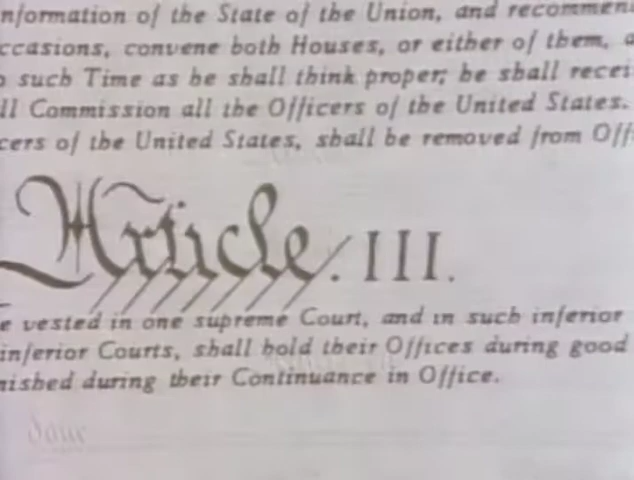 nformation of the State of the Union, and recommen
ccasions, convene both Houses, or either of them, a
such Time as he shall think proper; he shall recei
ll Commission all the Officers of the United States.
cers of the United States, shall be removed from Off
Article. III.
e vested in one supreme Court, and in such inferior
inferior Courts, shall hold their Offices during good
nished during their Continuance in Office.